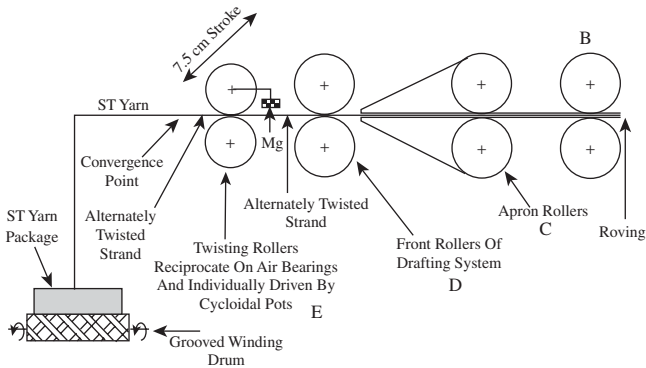 7.5 cm Stroke
B
ST Yarn
Mg
Convergence
Point
Alternately Twisted
Strand
Apron Rollers
C
Roving
ST Yarn
Package
Alternately
Twisted
Strand
Twisting Rollers
Reciprocate On Air Bearings
And Individually Driven By
Cycloidal Pots
E
Front Rollers Of
Drafting System
D
Grooved Winding
Drum